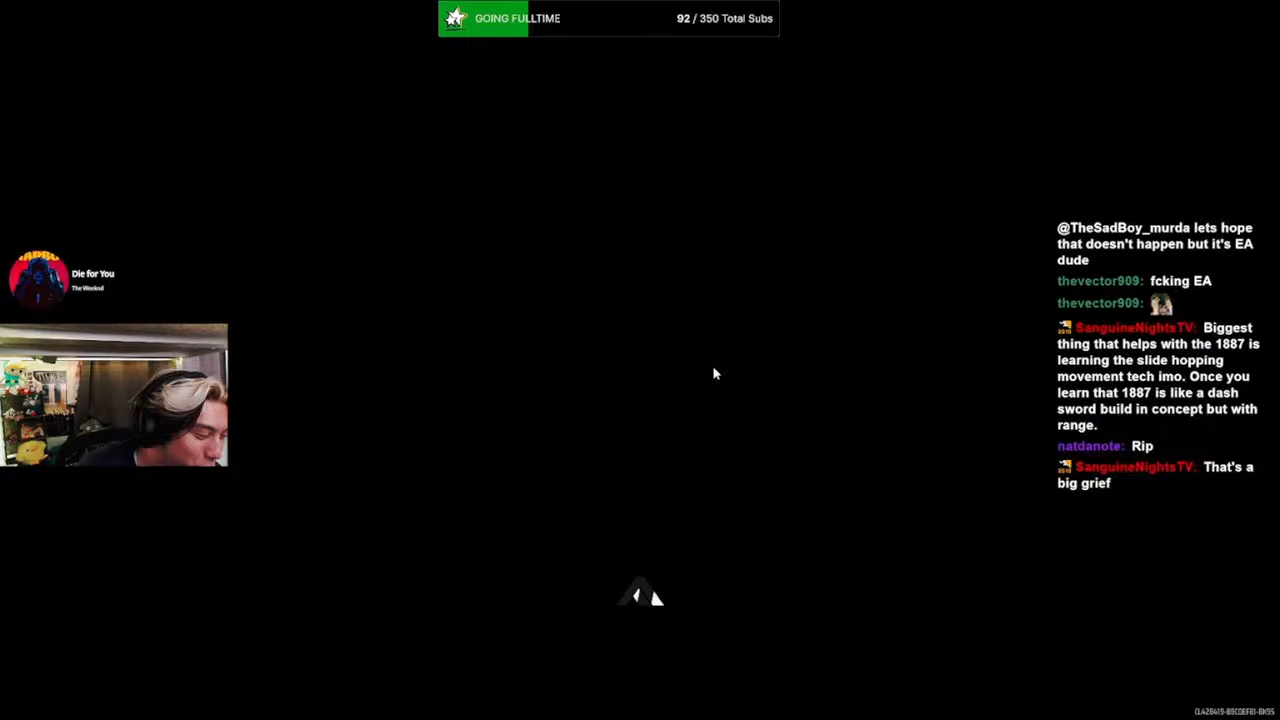 GOING FULLTIME
92 / 350 Total Subs
@TheSadBoy_murda lets hope
that doesn't happen but it's EA
dude
thevector909: fcking EA
thevector909:
SanguineNightsTV: Biggest
thing that helps with the 1887 is
learning the slide hopping
movement tech imo. Once you
learn that 1887 is like a dash
sword build in concept but with
range.
natdanote: Rip
SanguineNightsTV: That's a
big grief
Die for You
The Weeknd